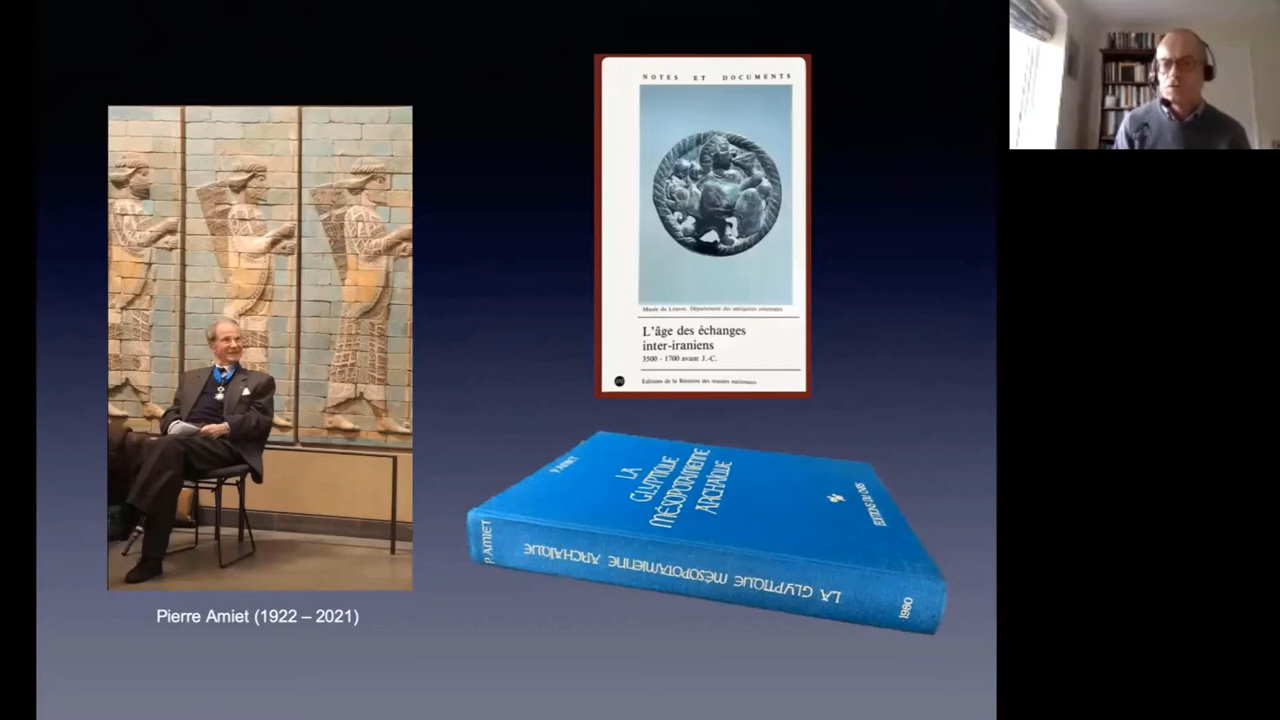 NOTES ET DOCUMENTS
Musée du Louvre. Département des antiquités orientales.
L'âge des échanges
inter-iraniens
3500 - 1700 avant J.-C.
Editions de la Réunion des musées nationaux
P. AMIET
LA
GLYPTIQUE
MÉSOPOTAMIENNE
ARCHAÏQUE
EDITIONS DU CNRS
P. AMIET
LA GLYPTIQUE MÉSOPOTAMIENNE ARCHAÏQUE
1980
Pierre Amiet (1922 – 2021)